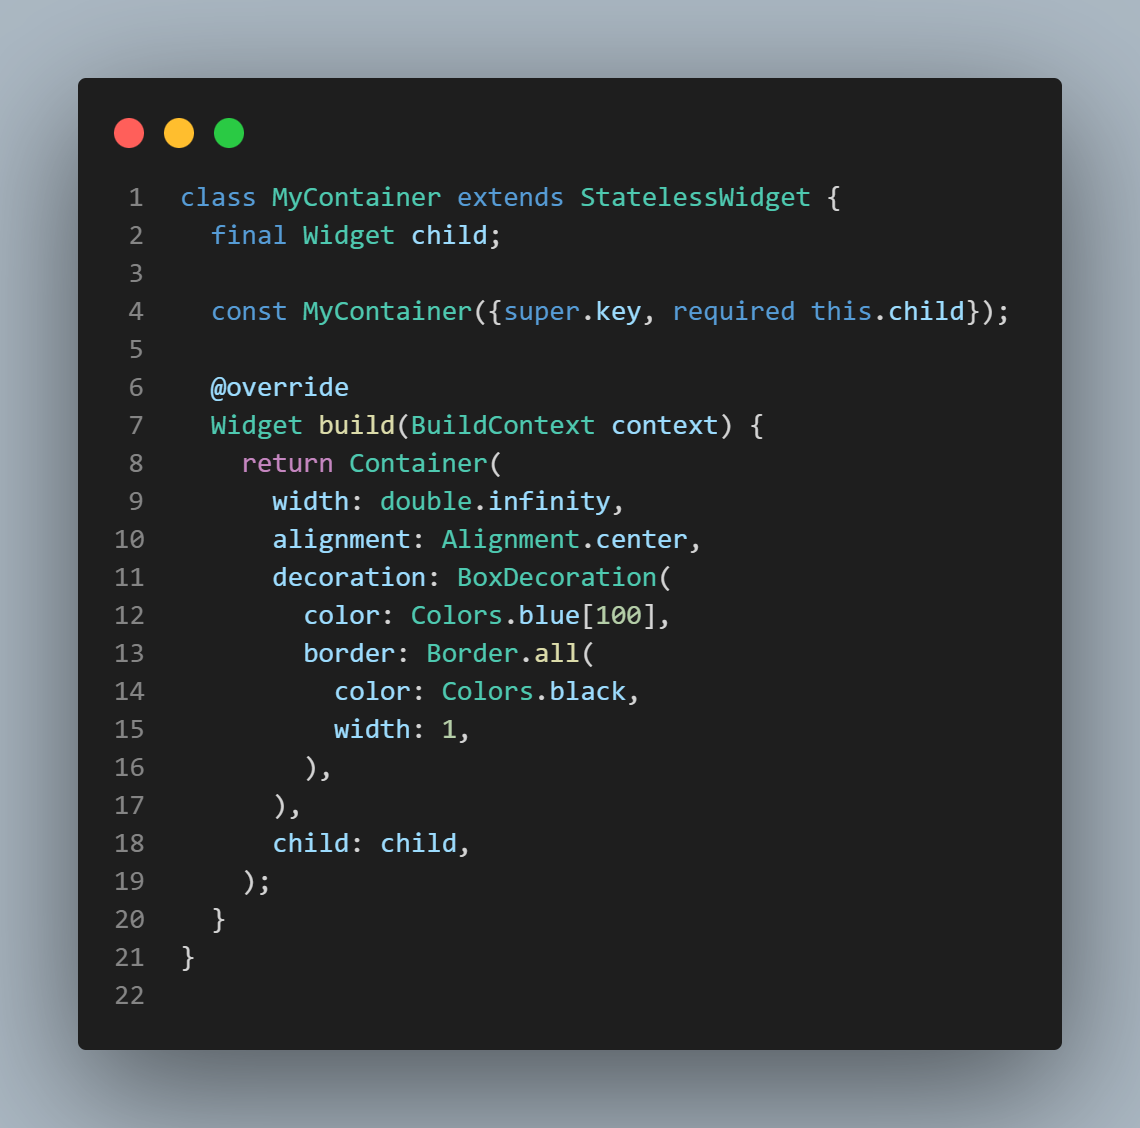 1 class MyContainer extends StatelessWidget {
2   final Widget child;
3
4   const MyContainer({super.key, required this.child});
5
6   @override
7   Widget build(BuildContext context) {
8     return Container(
9       width: double.infinity,
10       alignment: Alignment.center,
11       decoration: BoxDecoration(
12         color: Colors.blue[100],
13         border: Border.all(
14           color: Colors.black,
15           width: 1,
16         ),
17       ),
18       child: child,
19     );
20   }
21 }
22